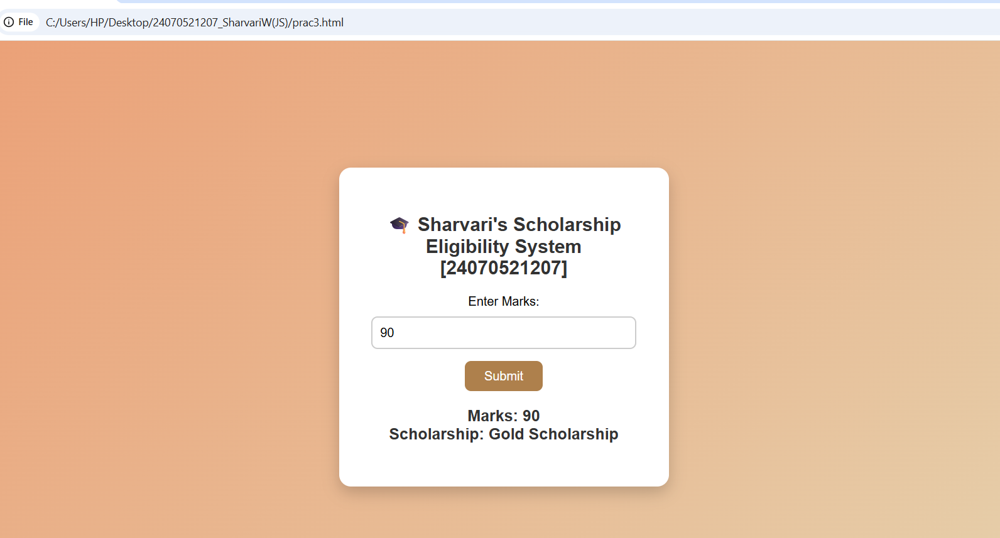 File C:/Users/HP/Desktop/24070521207_SharvariW(JS)/prac3.html
🎓 Sharvari's Scholarship
Eligibility System
[24070521207]
Enter Marks:
90
Submit
Marks: 90
Scholarship: Gold Scholarship